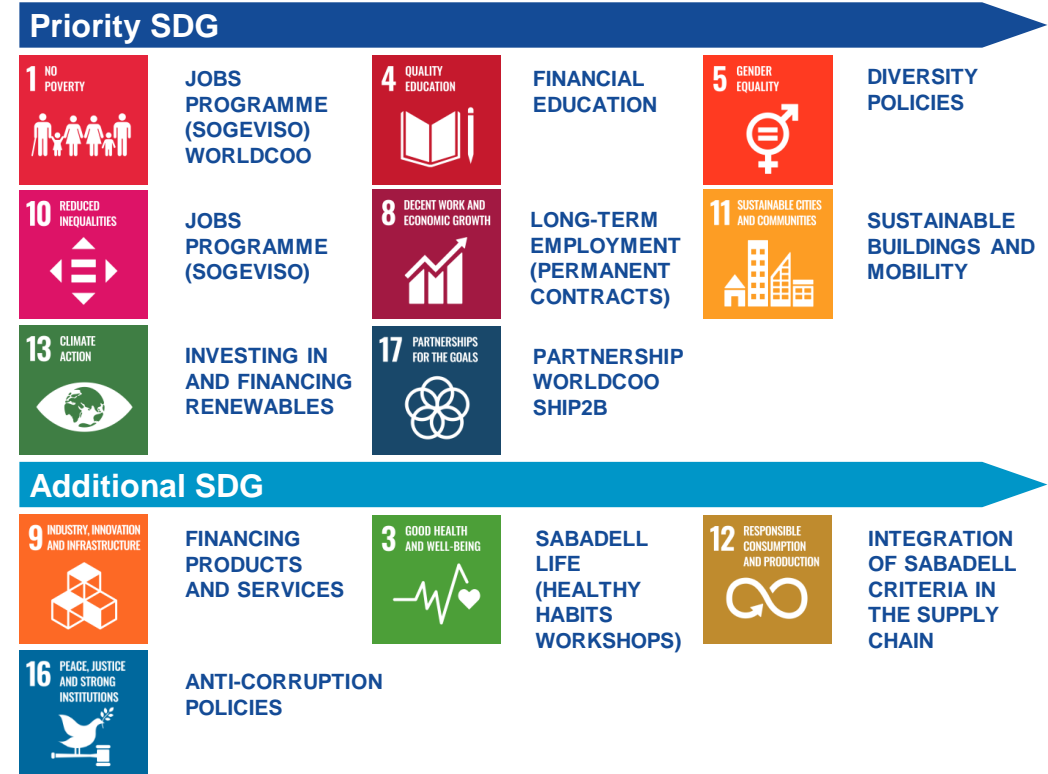 Priority SDG
1 NO
POVERTY
JOBS
PROGRAMME
(SOGEVISO)
WORLDCOO
4 QUALITY
EDUCATION
FINANCIAL
EDUCATION
5 GENDER
EQUALITY
DIVERSITY
POLICIES
10 REDUCED
INEQUALITIES
JOBS
PROGRAMME
(SOGEVISO)
8 DECENT WORK AND
ECONOMIC GROWTH
LONG-TERM
EMPLOYMENT
(PERMANENT
CONTRACTS)
11 SUSTAINABLE CITIES
AND COMMUNITIES
SUSTAINABLE
BUILDINGS AND
MOBILITY
13 CLIMATE
ACTION
INVESTING IN
AND FINANCING
RENEWABLES
17 PARTNERSHIPS
FOR THE GOALS
PARTNERSHIP
WORLDCOO
SHIP2B
Additional SDG
9 INDUSTRY, INNOVATION
AND INFRASTRUCTURE
FINANCING
PRODUCTS
AND SERVICES
3 GOOD HEALTH
AND WELL-BEING
SABADELL
LIFE
(HEALTHY
HABITS
WORKSHOPS)
12 RESPONSIBLE
CONSUMPTION
AND PRODUCTION
INTEGRATION
OF SABADELL
CRITERIA IN
THE SUPPLY
CHAIN
16 PEACE, JUSTICE
AND STRONG
INSTITUTIONS
ANTI-CORRUPTION
POLICIES